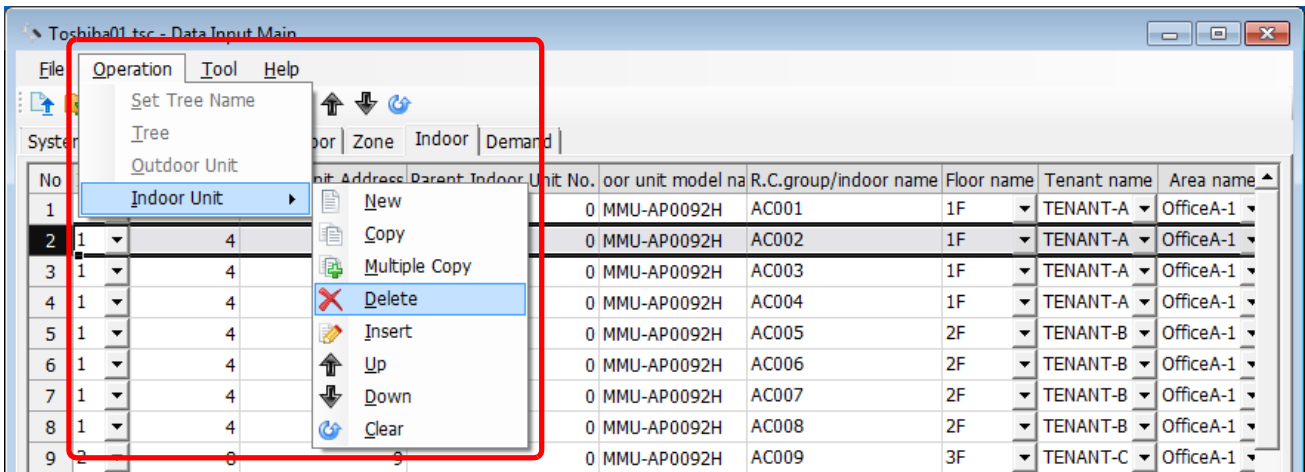 Toshiba01.tsc - Data Input Main
File Operation Tool Help
Set Tree Name
Tree
Outdoor Unit
Indoor Unit
Zone Indoor Demand
No Parent Indoor Unit No. oor unit model na R.C.group/indoor name Floor name Tenant name Area name
New
Copy
Multiple Copy
Delete
Insert
Up
Down
Clear
1 0 MMU-AP0092H AC001 1F TENANT-A OfficeA-1
2 1 4 0 MMU-AP0092H AC002 1F TENANT-A OfficeA-1
3 1 4 0 MMU-AP0092H AC003 1F TENANT-A OfficeA-1
4 1 4 0 MMU-AP0092H AC004 1F TENANT-A OfficeA-1
5 1 4 0 MMU-AP0092H AC005 2F TENANT-B OfficeA-1
6 1 4 0 MMU-AP0092H AC006 2F TENANT-B OfficeA-1
7 1 4 0 MMU-AP0092H AC007 2F TENANT-B OfficeA-1
8 1 4 0 MMU-AP0092H AC008 2F TENANT-B OfficeA-1
9 2 8 9 0 MMU-AP0092H AC009 3F TENANT-C OfficeA-1